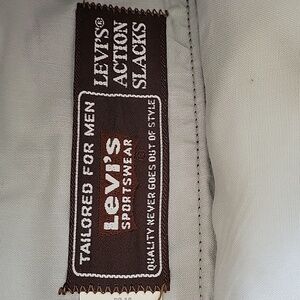 LEVI'S®
ACTION
SLACKS
TAILORED FOR MEN
Levi's
SPORTSWEAR
QUALITY NEVER GOES OUT OF STYLE